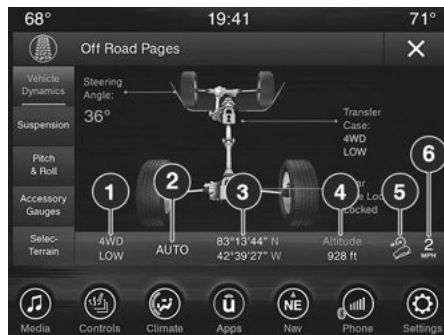 68°
19:41
71°
Off Road Pages
Vehicle
Dynamics
Steering
Angle:
36°
Suspension
Transfer
Case:
4WD
LOW
Pitch
& Roll
Locked
Accessory
Gauges
Selec-
Terrain
1
2
3
4
5
6
4WD
LOW
AUTO
83°13'44" N
42°39'27" W
Altitude
928 ft
2
MPH
Media
Controls
Climate
Apps
NE
Nav
Phone
Settings